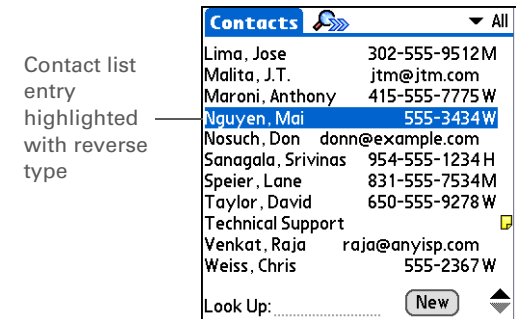 Contacts All
Contact list
entry
highlighted
with reverse
type
Lima, Jose 302-555-9512M
Malita, J.T. jtm@jtm.com
Maroni, Anthony 415-555-7775W
Nguyen, Mai 555-3434W
Nosuch, Don donn@example.com
Sanagala, Srivinas 954-555-1234H
Speier, Lane 831-555-7534M
Taylor, David 650-555-9278W
Technical Support
Venkat, Raja raja@anyisp.com
Weiss, Chris 555-2367W
Look Up: New